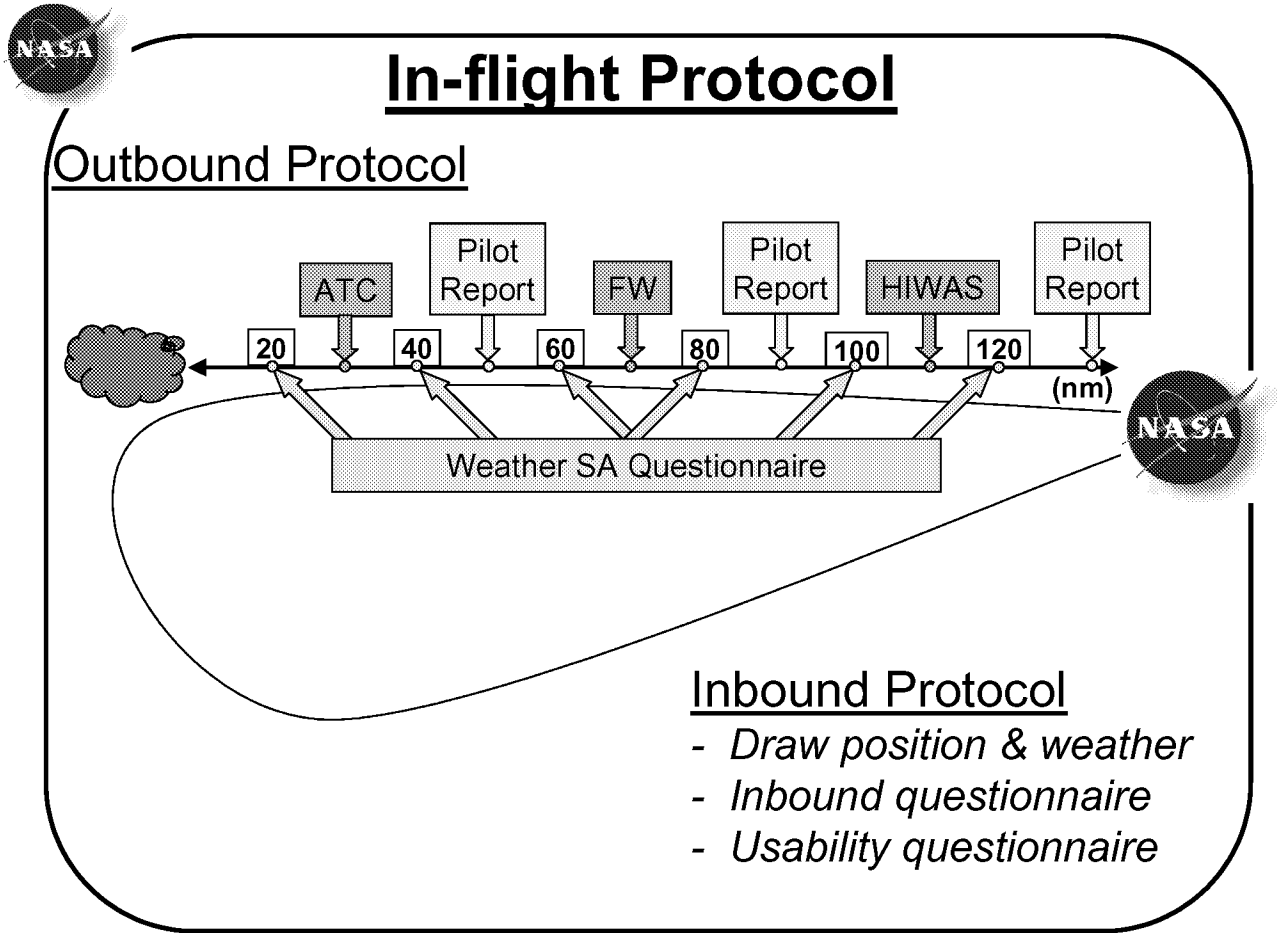 NASA
In-flight Protocol
Outbound Protocol
ATC
Pilot
Report
FW
Pilot
Report
HIWAS
Pilot
Report
20
40
60
80
100
120
(nm)
NASA
Weather SA Questionnaire
Inbound Protocol
- Draw position & weather
- Inbound questionnaire
- Usability questionnaire